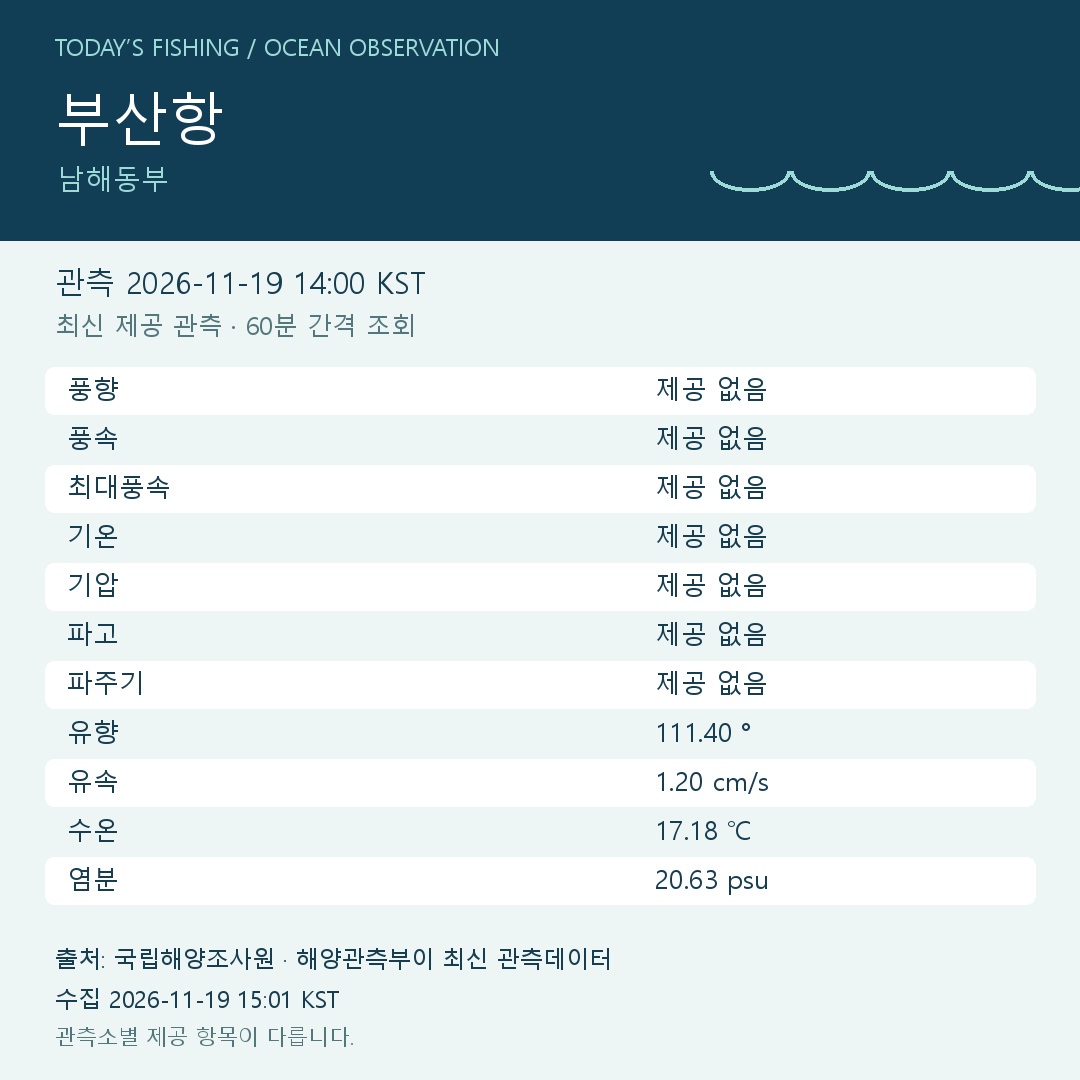 TODAY'S FISHING / OCEAN OBSERVATION
부산항
남해동부
관측 2026-11-19 14:00 KST
최신 제공 관측 · 60분 간격 조회
풍향 제공 없음
풍속 제공 없음
최대풍속 제공 없음
기온 제공 없음
기압 제공 없음
파고 제공 없음
파주기 제공 없음
유향 111.40 °
유속 1.20 cm/s
수온 17.18 ℃
염분 20.63 psu
출처: 국립해양조사원 · 해양관측부이 최신 관측데이터
수집 2026-11-19 15:01 KST
관측소별 제공 항목이 다릅니다.